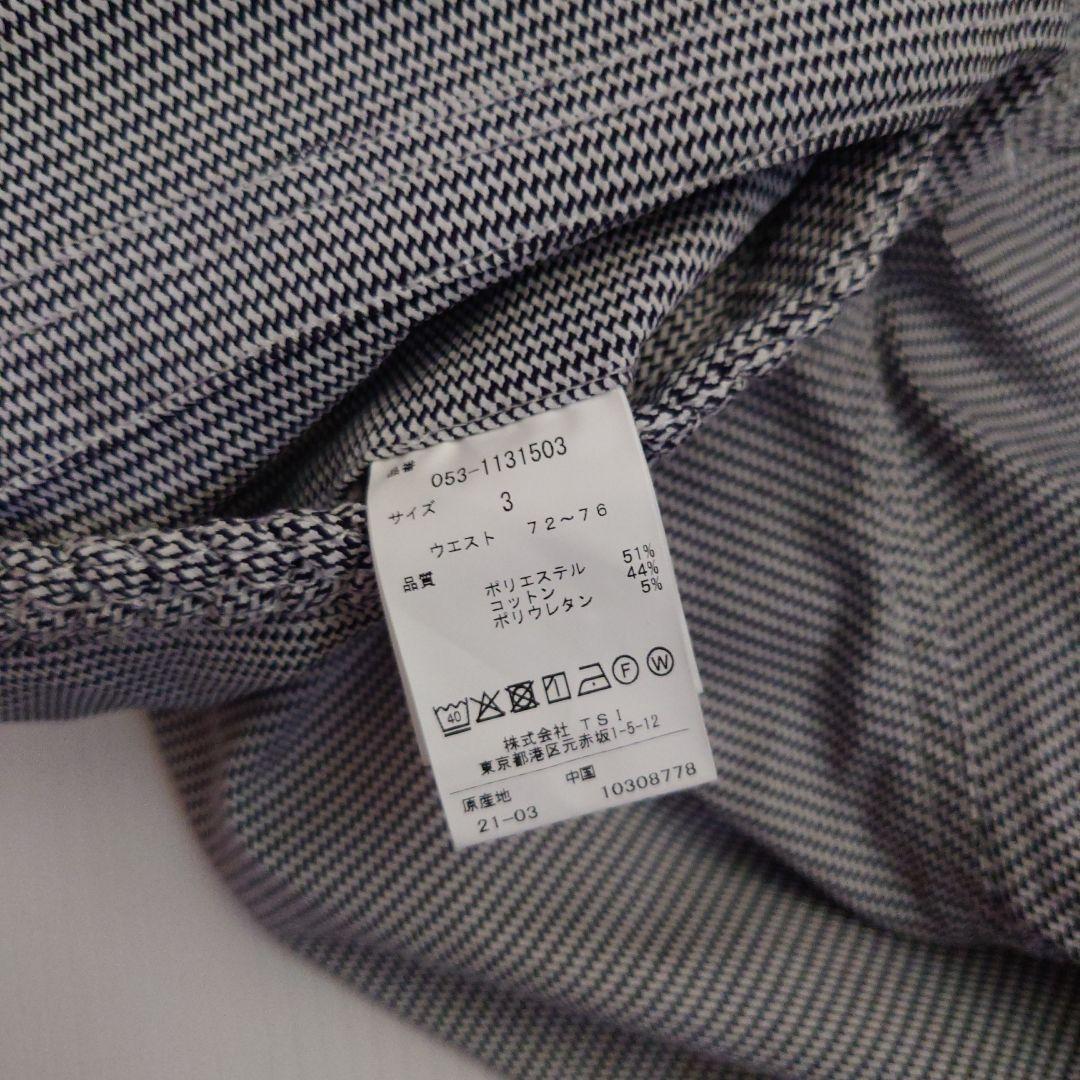 品番 053-1131503
サイズ 3
ウエスト 72～76
品質 ポリエステル 51%
コットン 44%
ポリウレタン 5%
40 F W
株式会社 TSI
東京都港区元赤坂1-5-12
原産地 中国
21-03 10308778